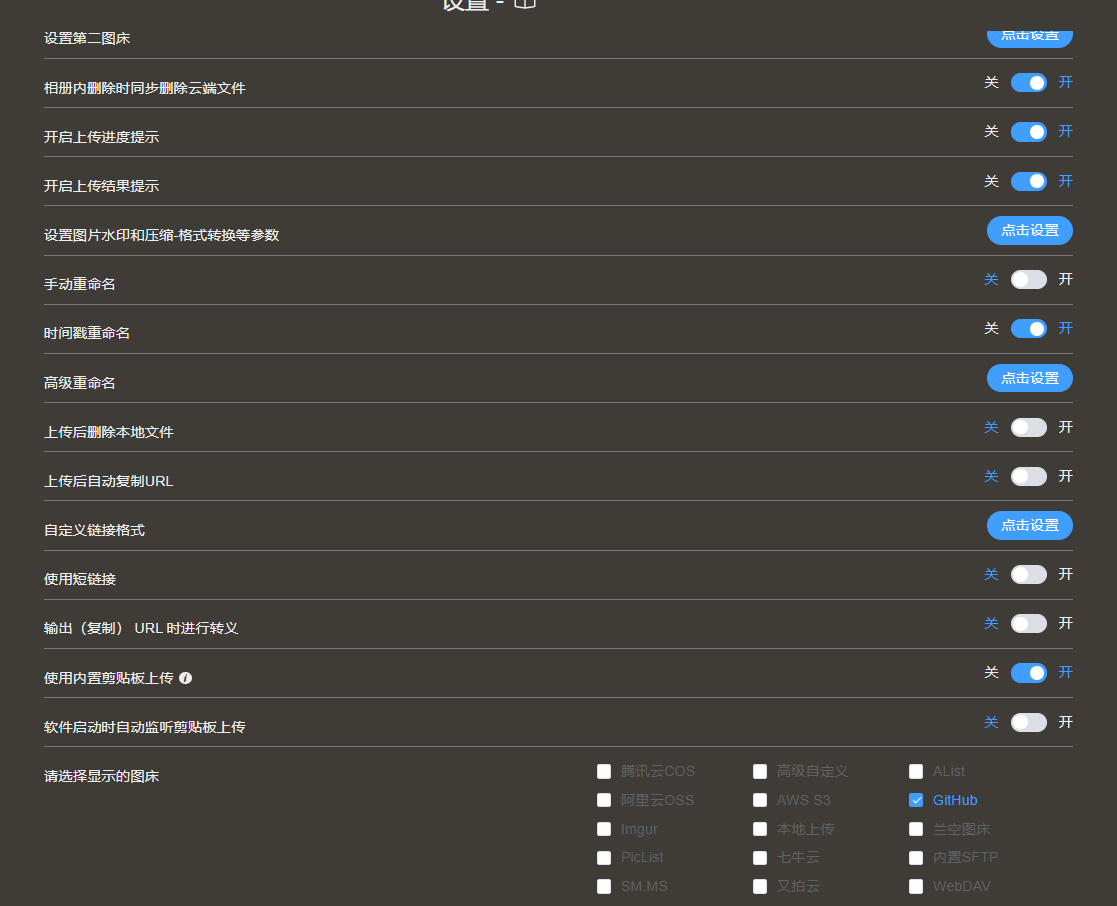 设置 -
设置第二图床 点击设置
相册内删除时同步删除云端文件 关 开
开启上传进度提示 关 开
开启上传结果提示 关 开
设置图片水印和压缩-格式转换等参数 点击设置
手动重命名 关 开
时间戳重命名 关 开
高级重命名 点击设置
上传后删除本地文件 关 开
上传后自动复制URL 关 开
自定义链接格式 点击设置
使用短链接 关 开
输出（复制） URL 时进行转义 关 开
使用内置剪贴板上传 关 开
软件启动时自动监听剪贴板上传 关 开
请选择显示的图床 腾讯云COS 高级自定义 AList
阿里云OSS AWS S3 GitHub
Imgur 本地上传 兰空图床
PicList 七牛云 内置SFTP
SM.MS 又拍云 WebDAV